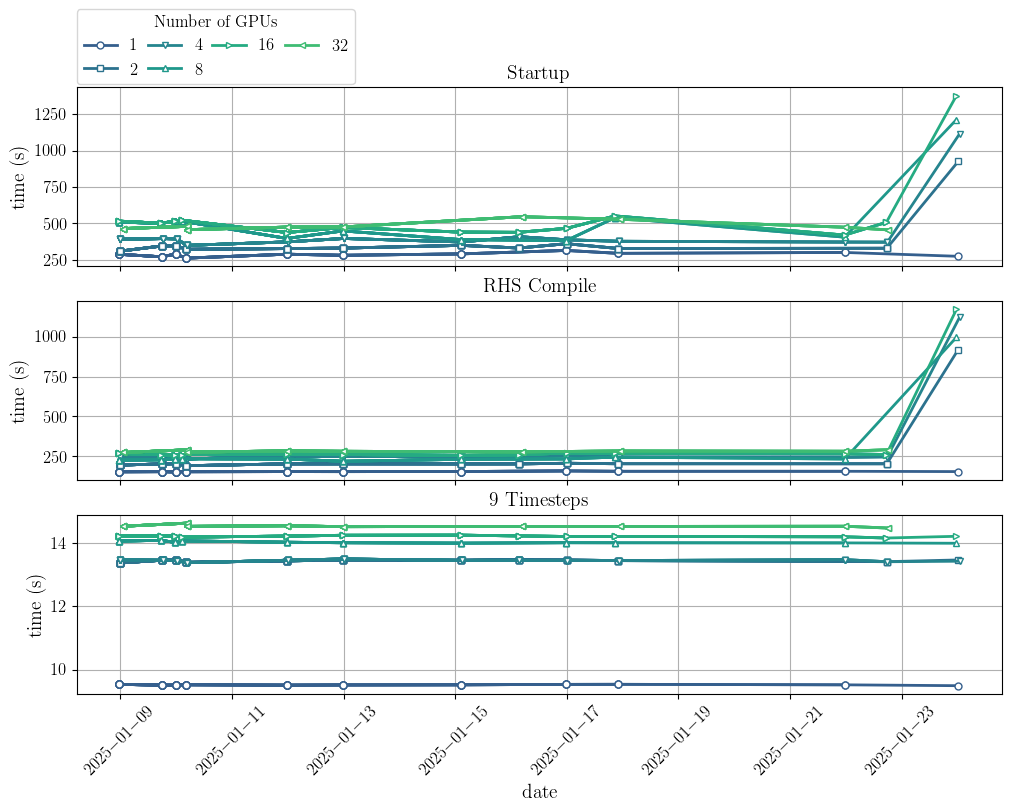 Number of GPUs
1 4 16 32
2 8
Startup
1250
1000
750
500
250
time (s)
RHS Compile
1000
750
500
250
time (s)
9 Timesteps
14
12
10
time (s)
2025−01−09 2025−01−11 2025−01−13 2025−01−15 2025−01−17 2025−01−19 2025−01−21 2025−01−23
date